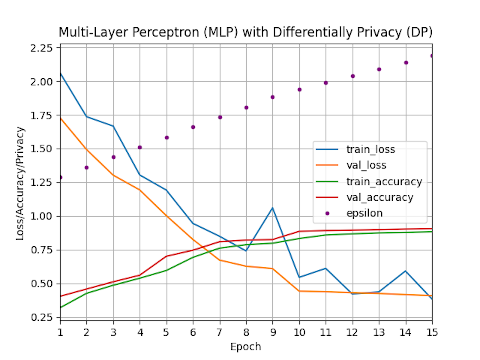 Multi-Layer Perceptron (MLP) with Differentially Privacy (DP)
2.25
2.00
1.75
1.50
1.25
1.00
0.75
0.50
0.25
Loss/Accuracy/Privacy
train_loss
val_loss
train_accuracy
val_accuracy
epsilon
1 2 3 4 5 6 7 8 9 10 11 12 13 14 15
Epoch